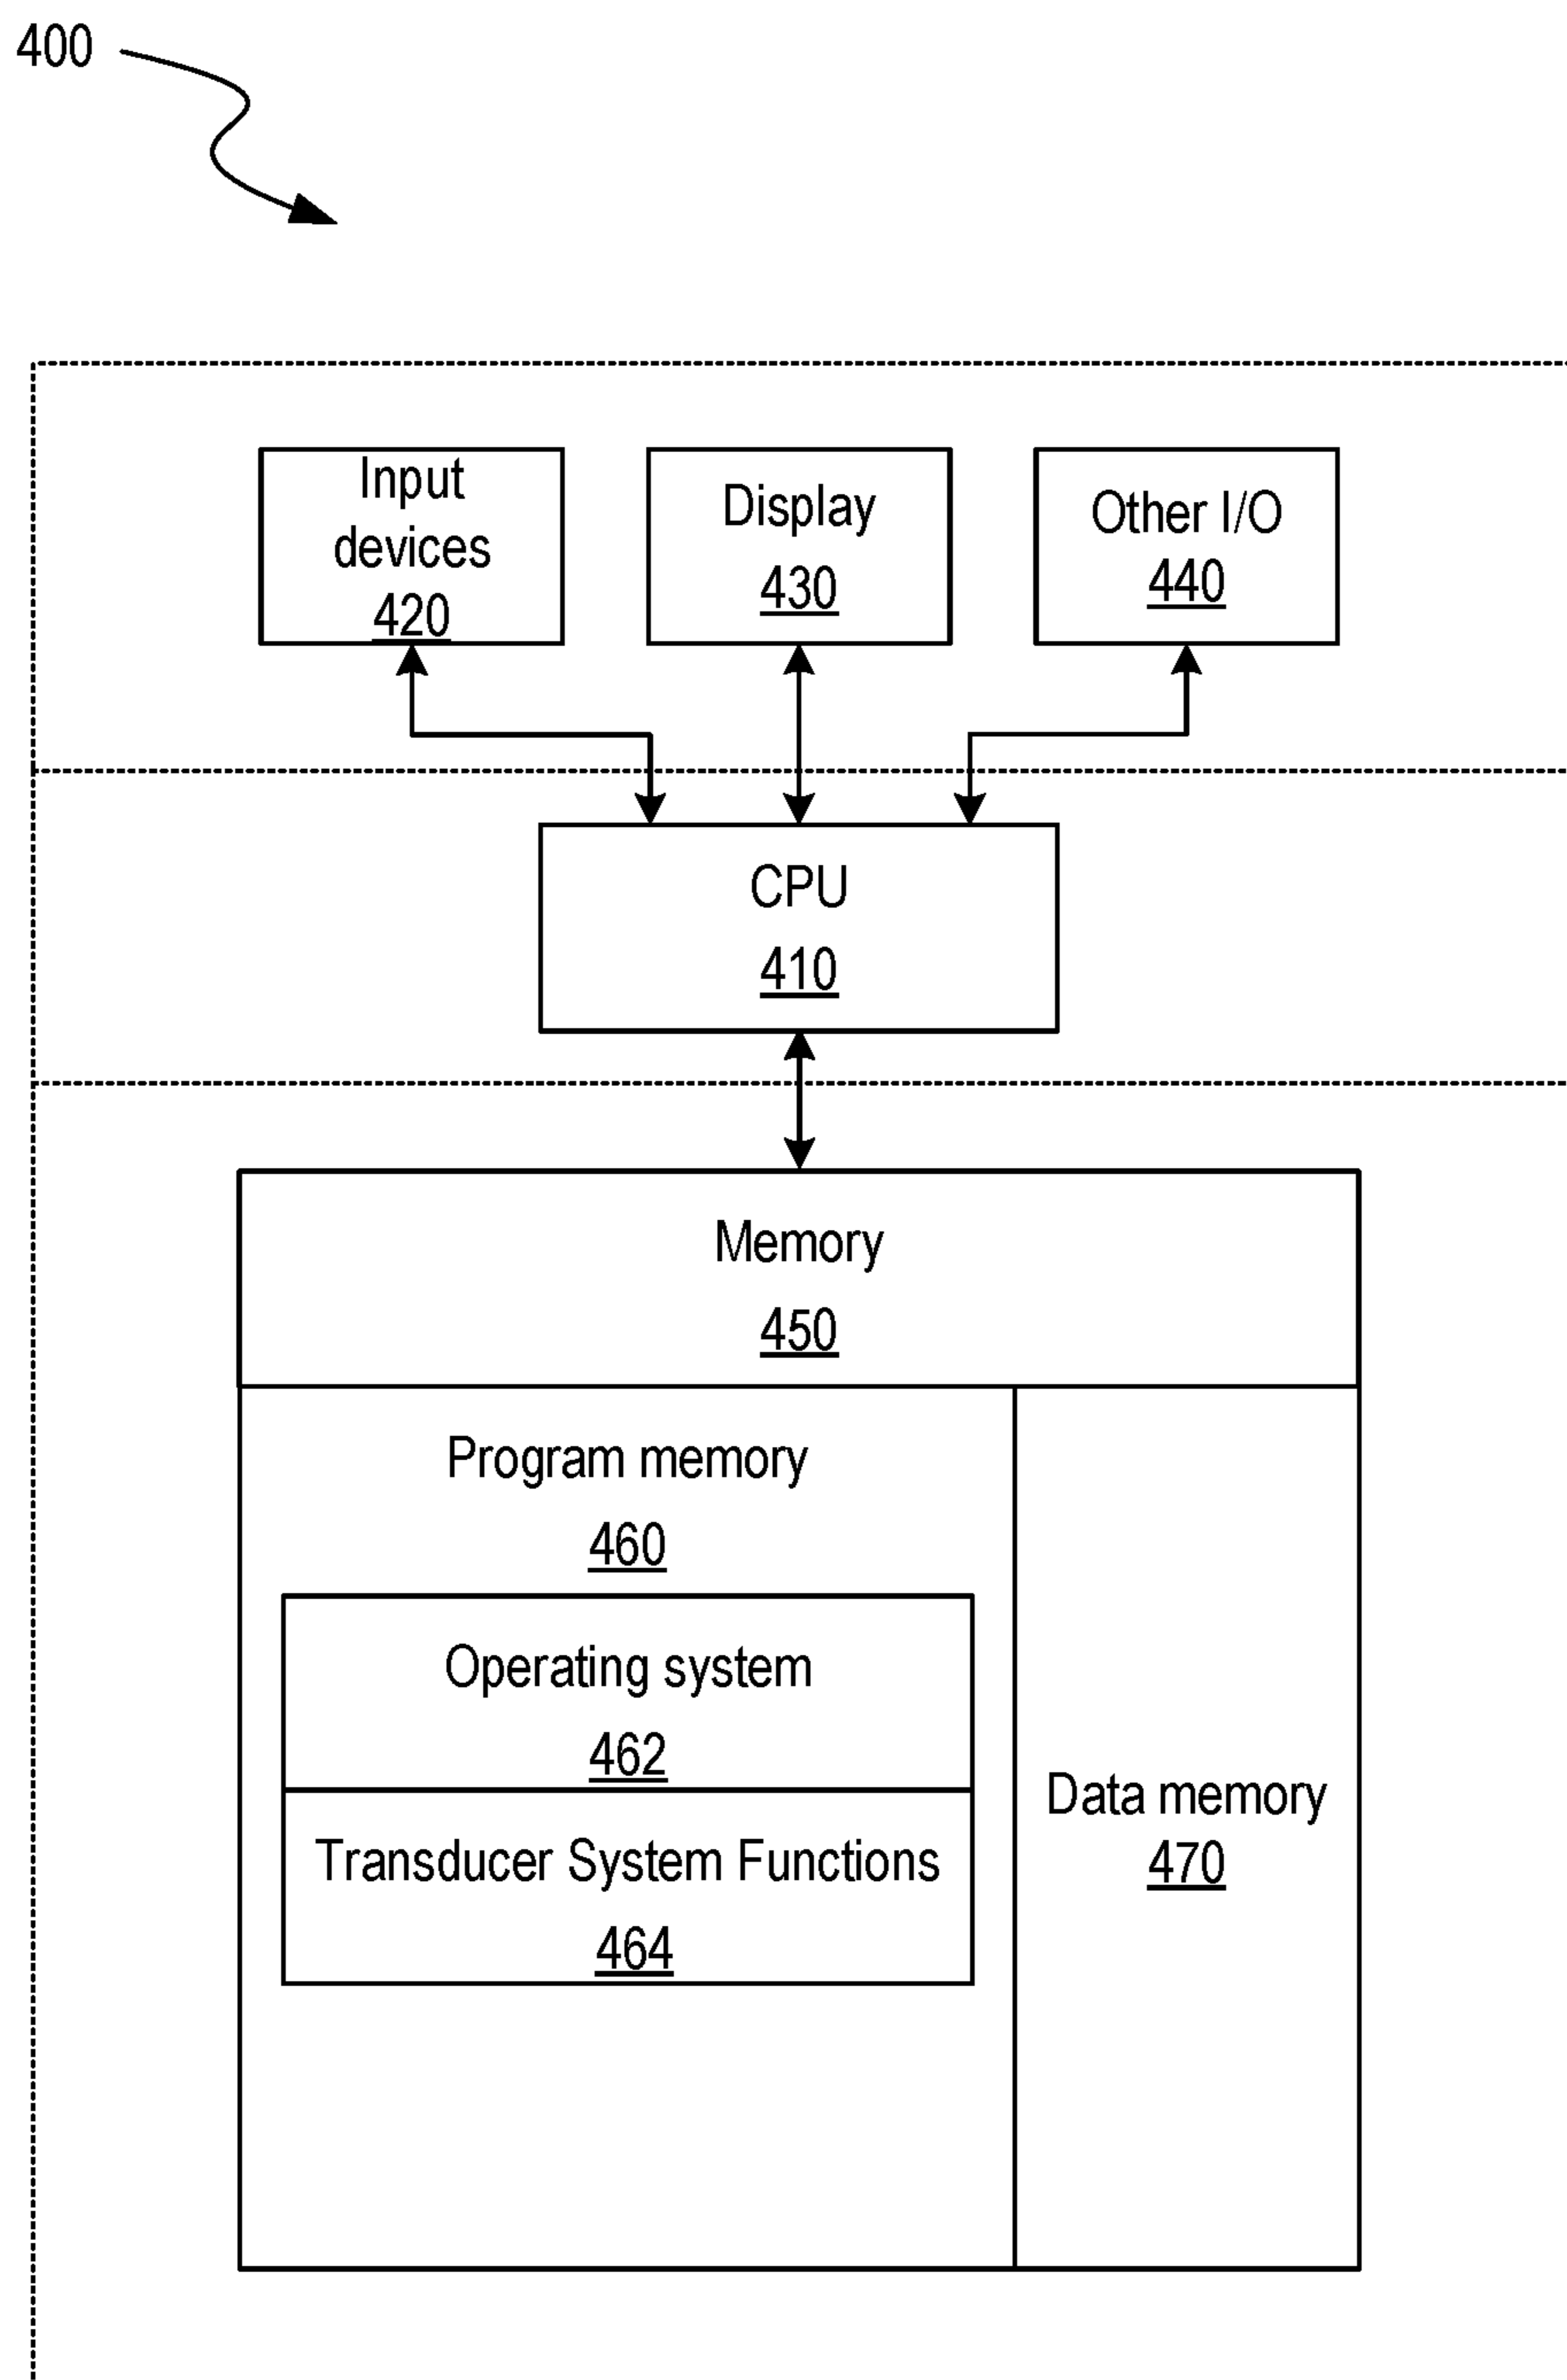 400
Input
devices
420
Display
430
Other I/O
440
CPU
410
Memory
450
Program memory
460
Operating system
462
Transducer System Functions
464
Data memory
470